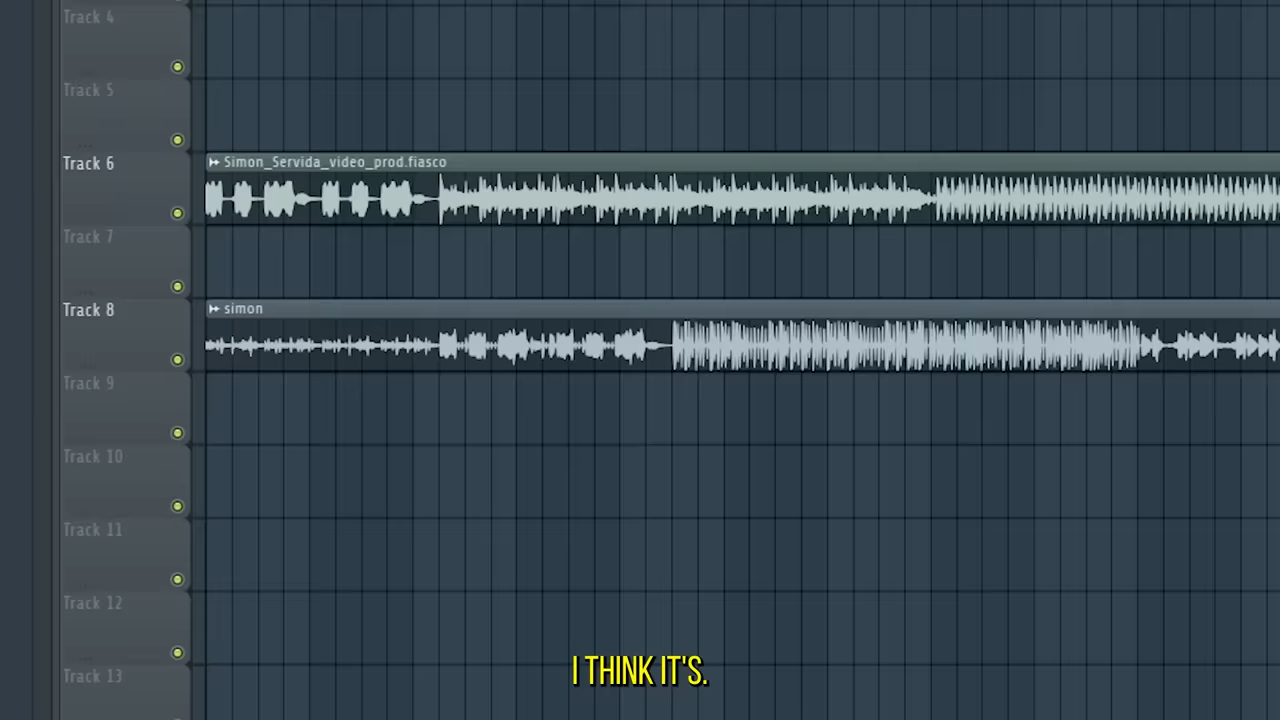 Track 4
Track 5
Track 6
Simon_Servida_video_prod.fiasco
Track 7
Track 8
simon
Track 9
Track 10
Track 11
Track 12
Track 13
I THINK IT'S.